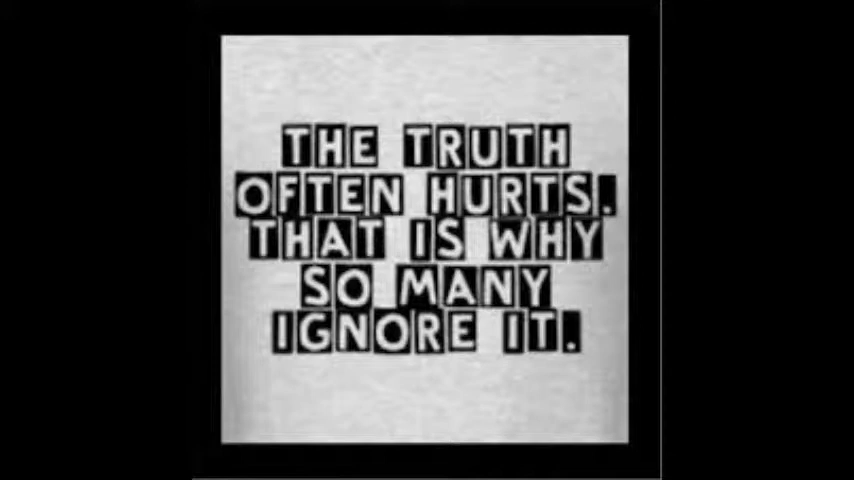 THE TRUTH
OFTEN HURTS.
THAT IS WHY
SO MANY
IGNORE IT.